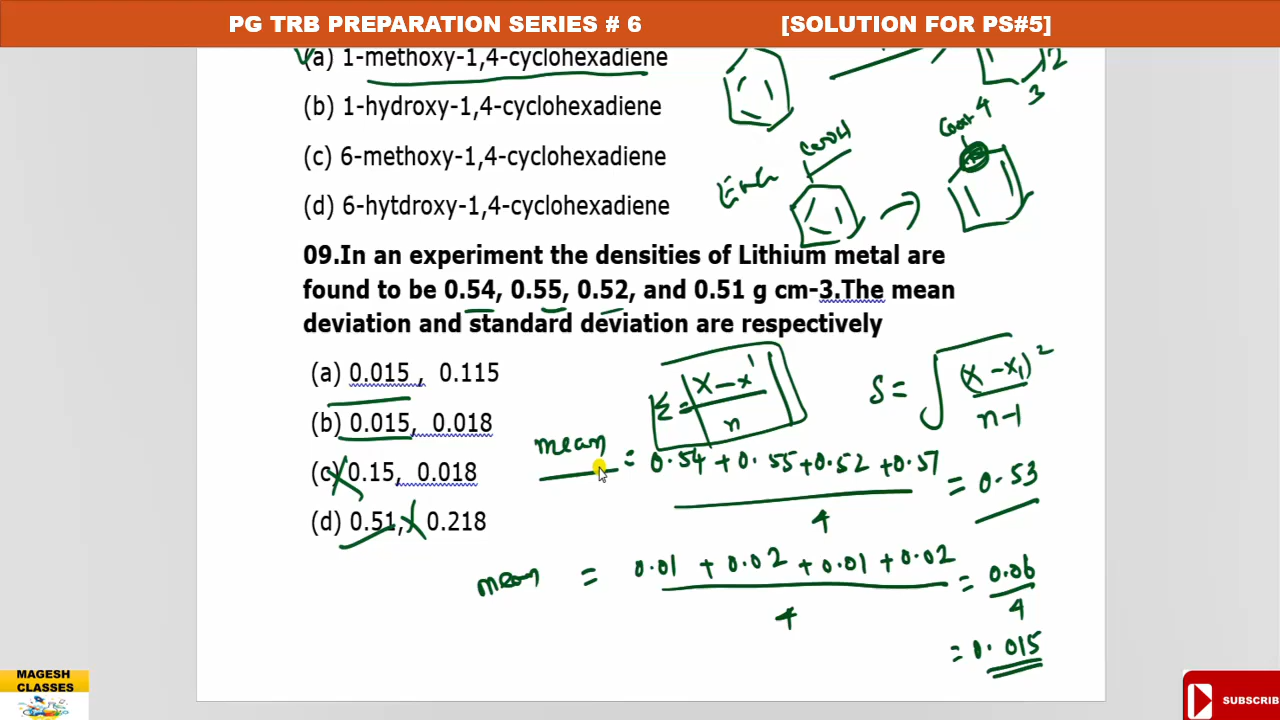 PG TRB PREPARATION SERIES # 6 [SOLUTION FOR PS#5]
(a) 1-methoxy-1,4-cyclohexadiene
12
3
(b) 1-hydroxy-1,4-cyclohexadiene
COOH
(c) 6-methoxy-1,4-cyclohexadiene
(d) 6-hytdroxy-1,4-cyclohexadiene
09.In an experiment the densities of Lithium metal are
found to be 0.54, 0.55, 0.52, and 0.51 g cm-3.The mean
deviation and standard deviation are respectively
(a) 0.015 , 0.115
(b) 0.015, 0.018
(c) 0.15, 0.018
(d) 0.51, 0.218
X - x' / n
S = √ (X - X1)² / n-1
mean = 0.54 + 0.55 + 0.52 + 0.51 / 4 = 0.53
mean = 0.01 + 0.02 + 0.01 + 0.02 / 4 = 0.06 / 4
= 0.015
MAGESH
CLASSES
SUBSCRIB